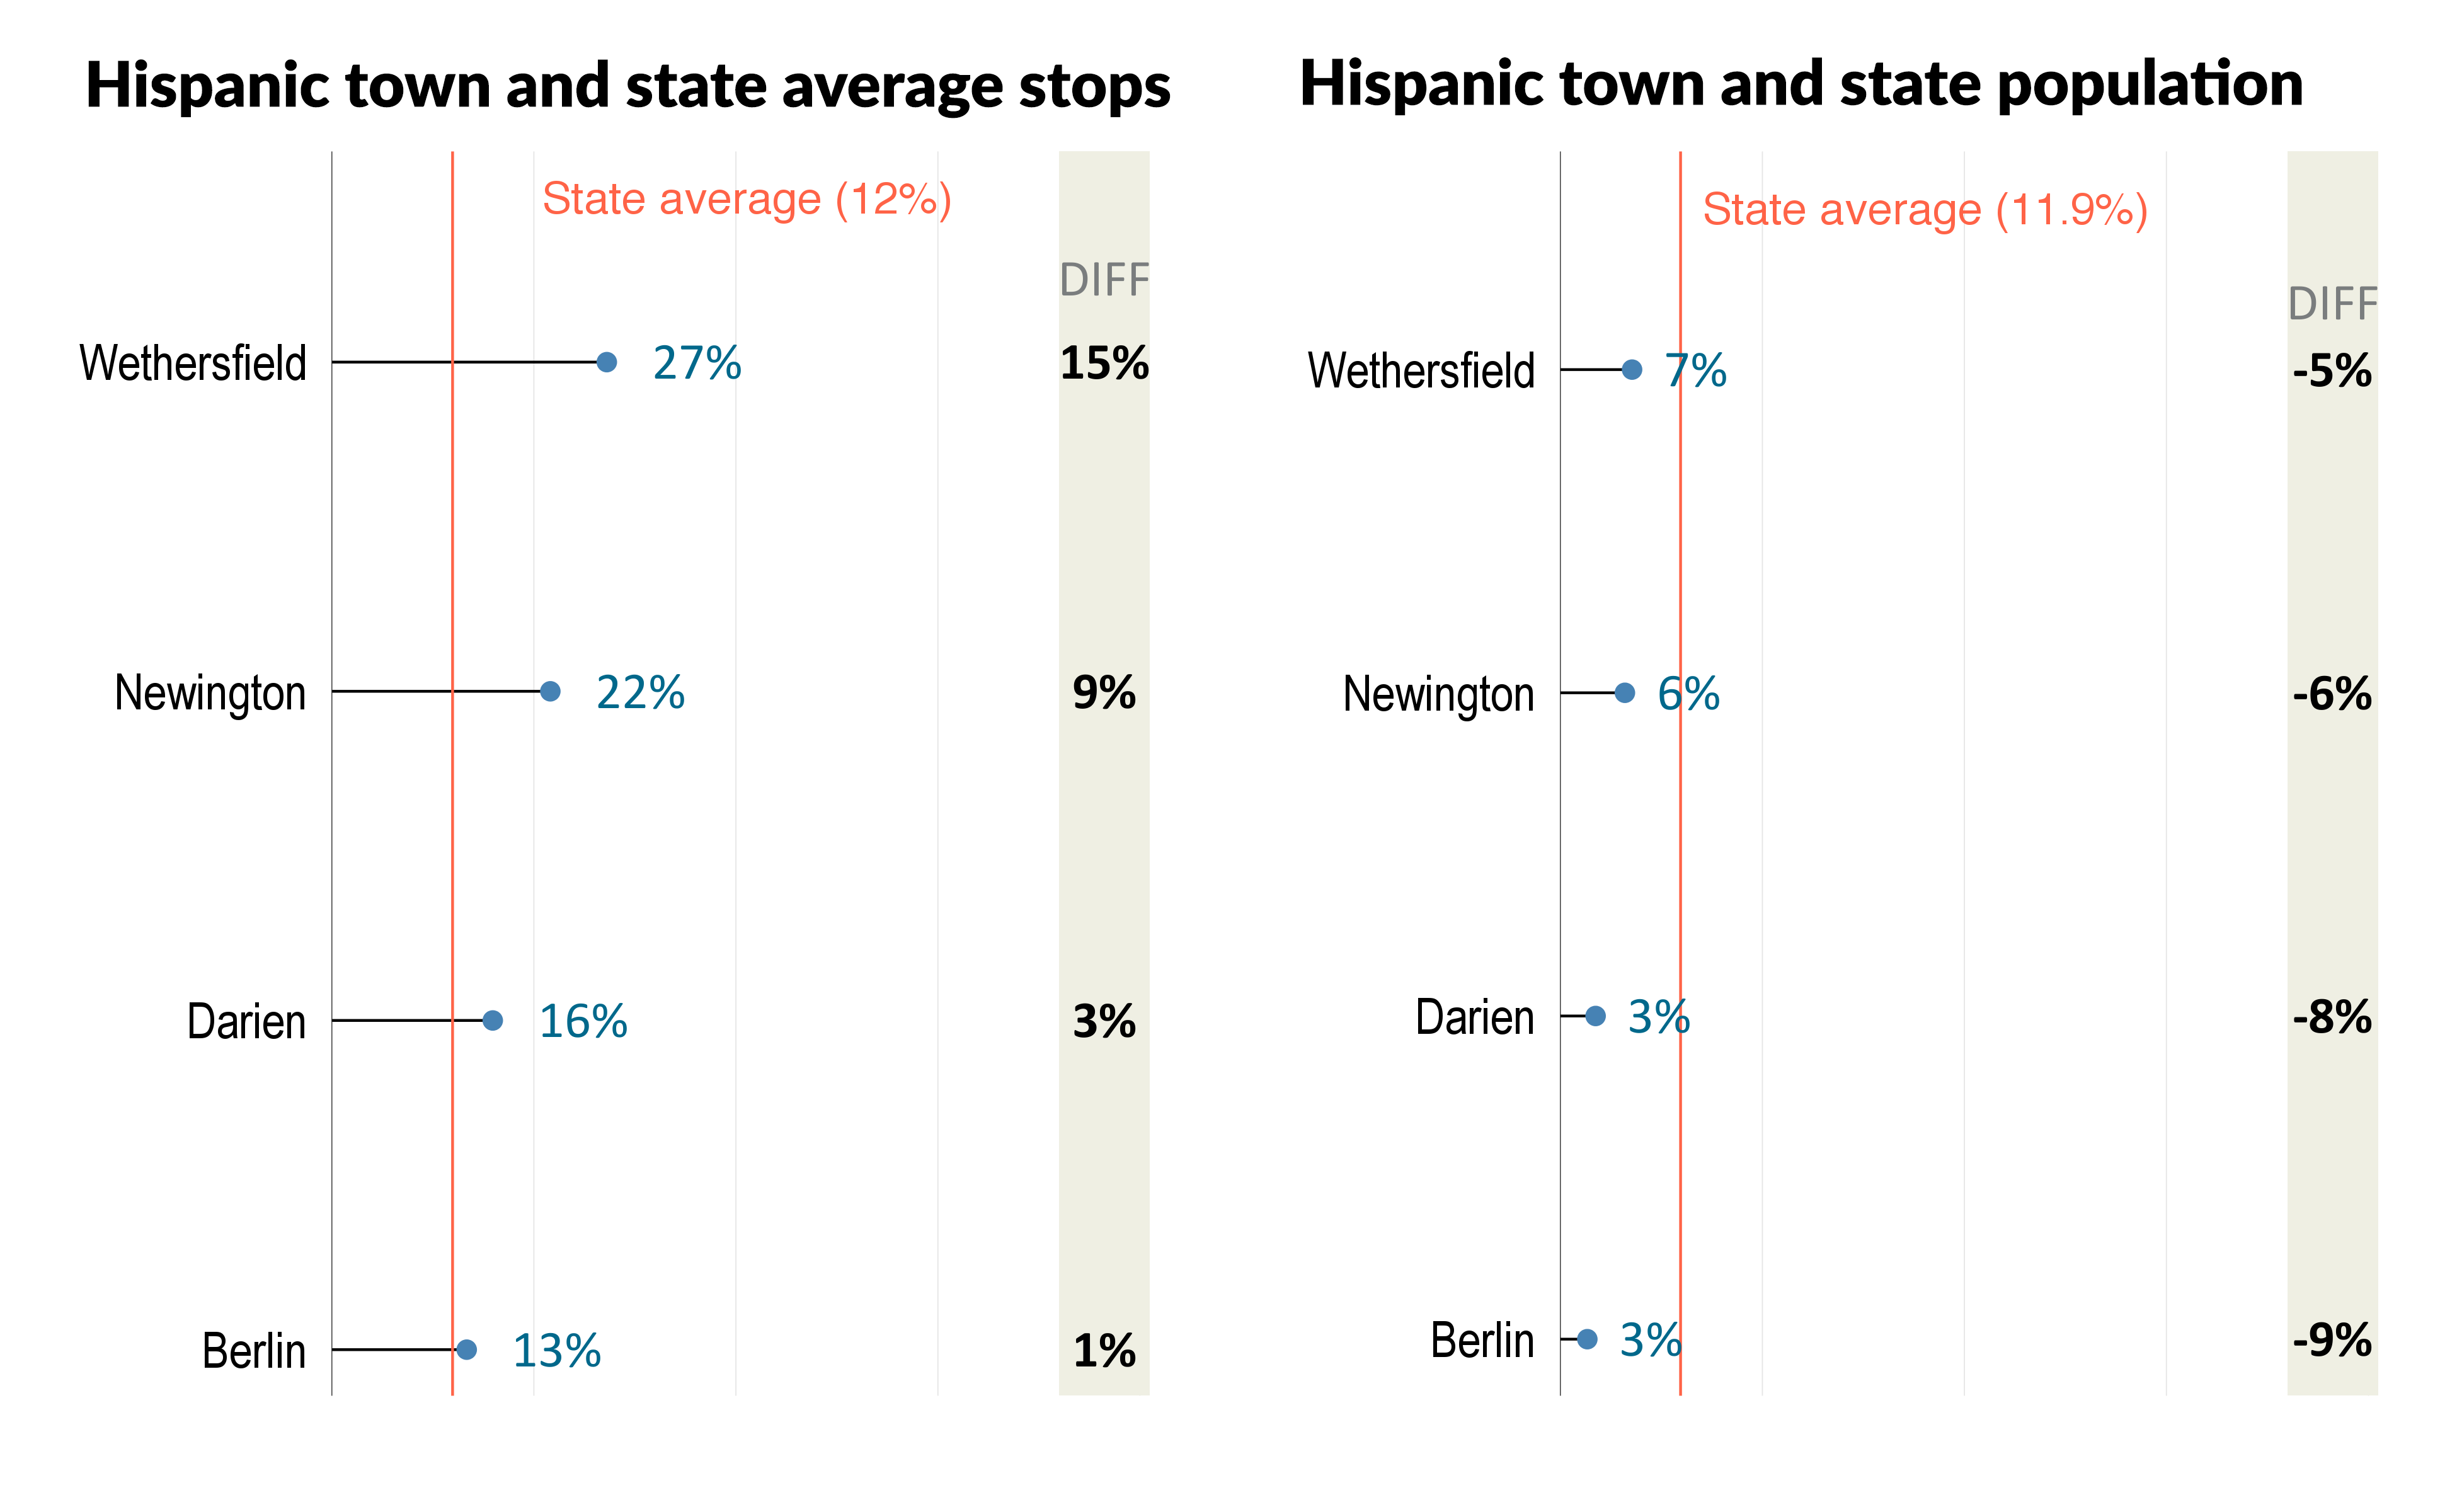 Hispanic town and state average stops
State average (12%)
DIFF
Wethersfield 27% 15%
Newington 22% 9%
Darien 16% 3%
Berlin 13% 1%
Hispanic town and state population
State average (11.9%)
DIFF
Wethersfield 7% -5%
Newington 6% -6%
Darien 3% -8%
Berlin 3% -9%